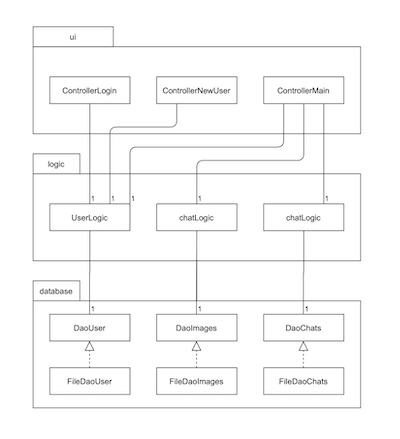 ui
ControllerLogin
ControllerNewUser
ControllerMain
logic
1
1
1
1
1
UserLogic
chatLogic
chatLogic
database
1
1
1
DaoUser
DaoImages
DaoChats
FileDaoUser
FileDaoImages
FileDaoChats